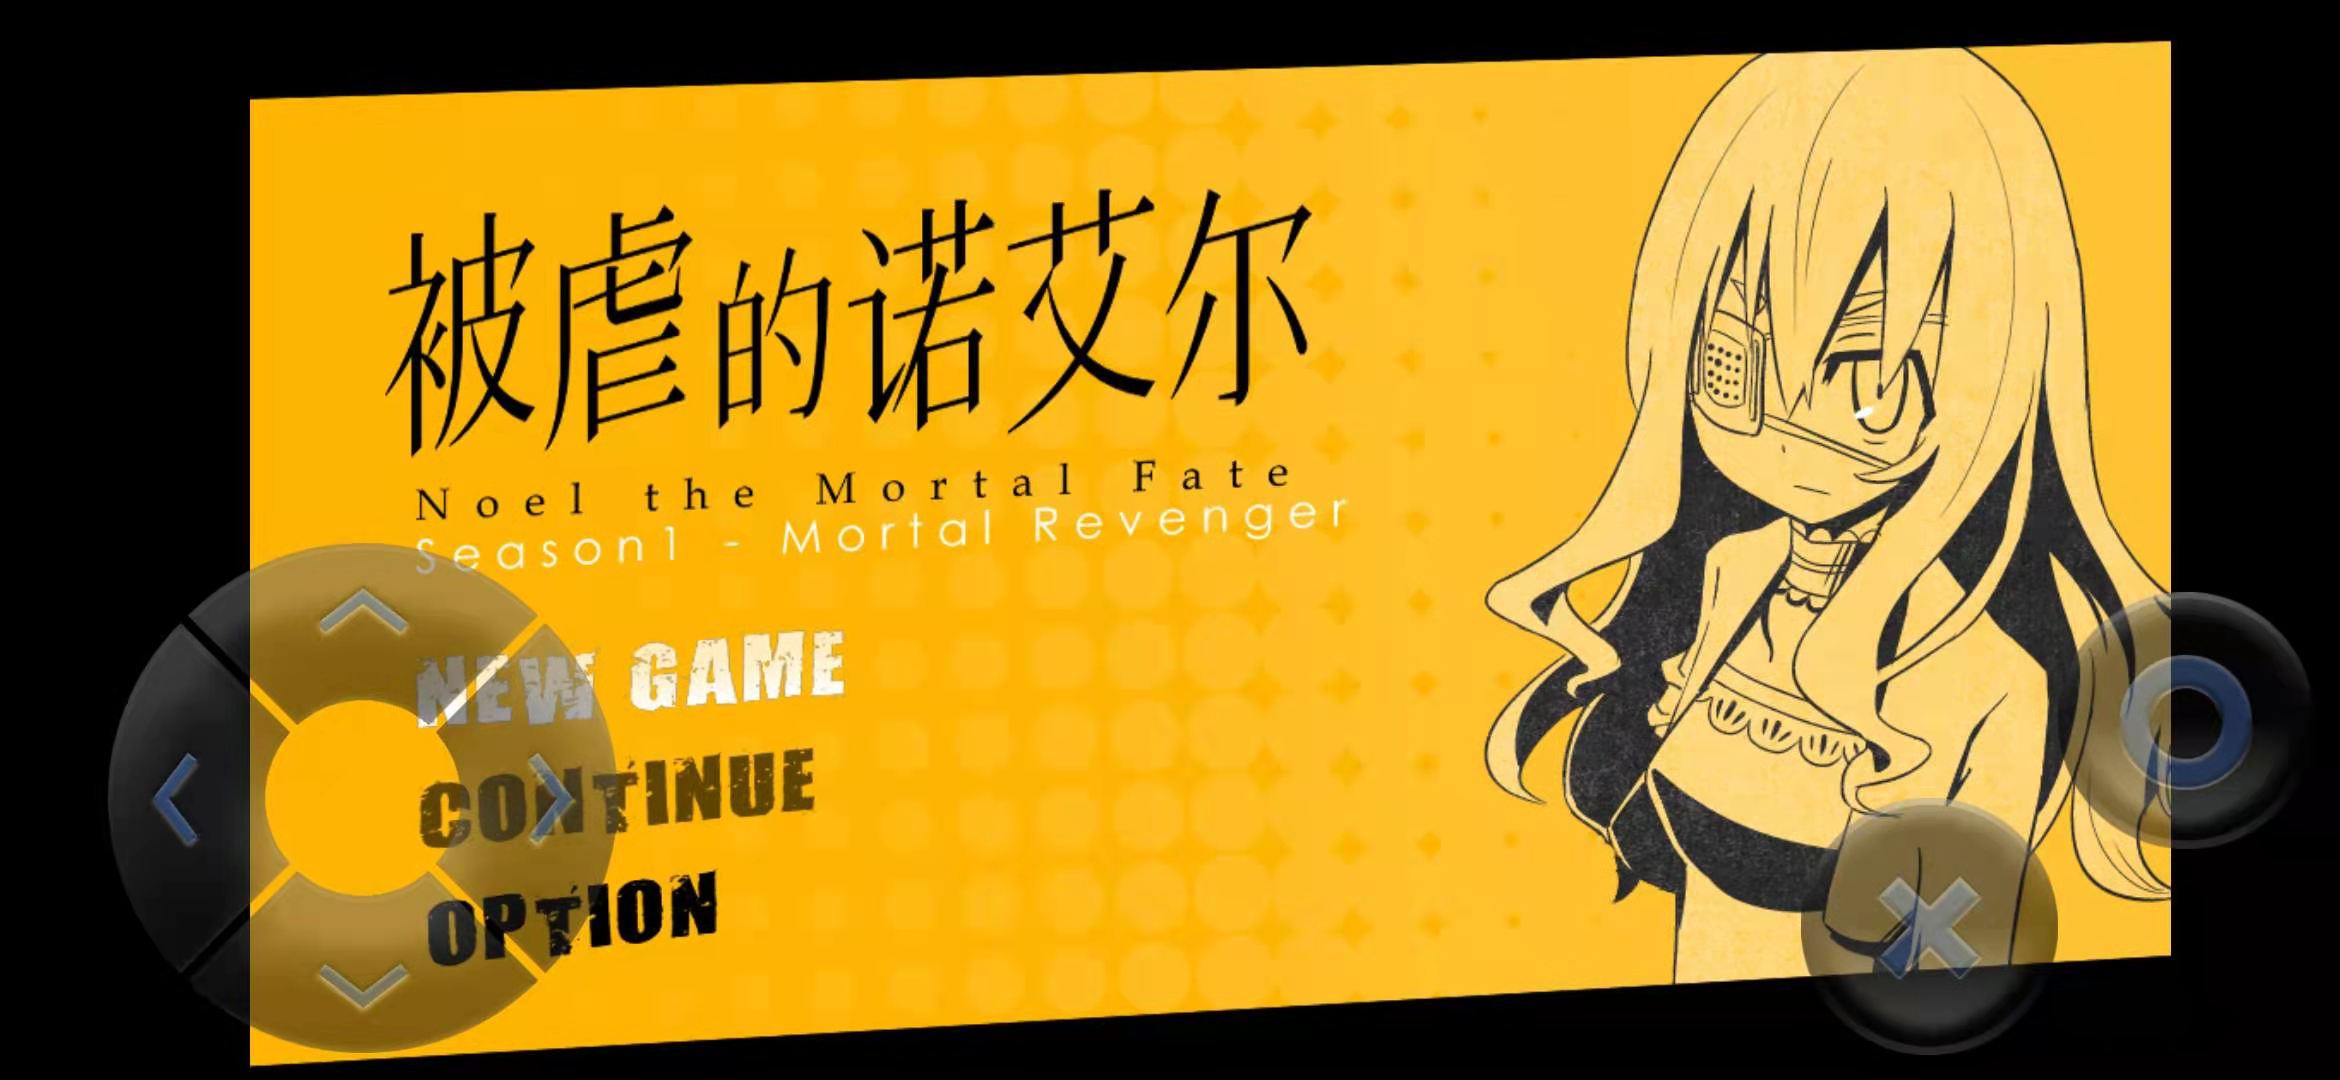 被虐的诺艾尔
Noel the Mortal Fate
Season1 - Mortal Revenger
NEW GAME
CONTINUE
OPTION